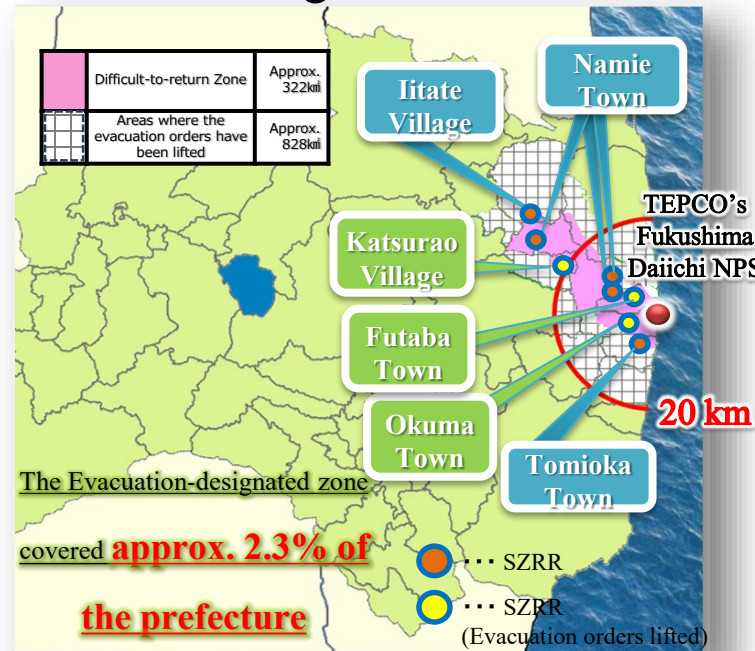 Difficult-to-return Zone
Approx.
322㎢
Areas where the
evacuation orders have
been lifted
Approx.
828㎢
Iitate
Village
Namie
Town
TEPCO's
Fukushima
Daiichi NPS
Katsurao
Village
Futaba
Town
Okuma
Town
Tomioka
Town
20 km
The Evacuation-designated zone
covered approx. 2.3% of
the prefecture
··· SZRR
··· SZRR
(Evacuation orders lifted)